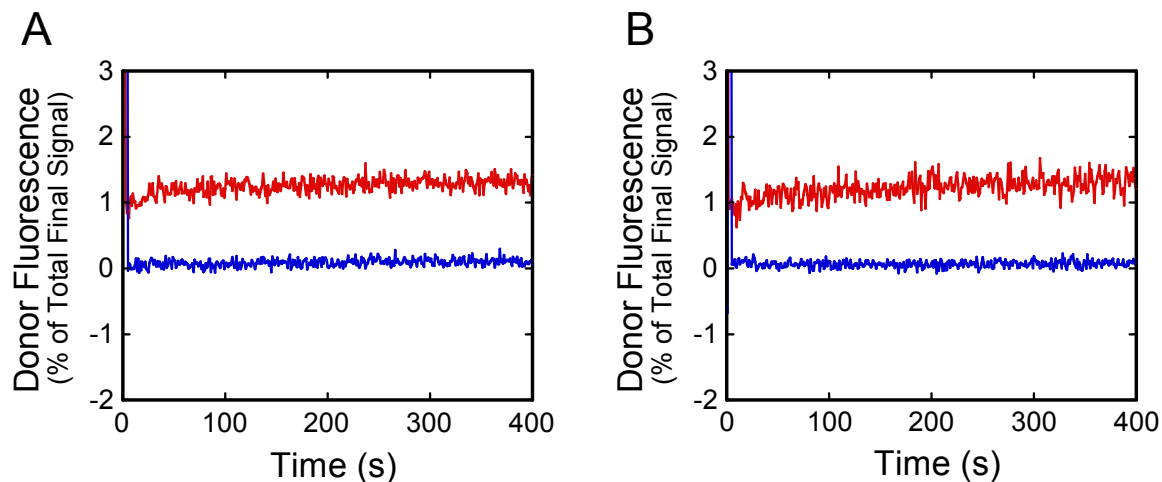 A
Donor Fluorescence
(% of Total Final Signal)
3
2
1
0
-1
-2
0
100
200
300
400
Time (s)
B
Donor Fluorescence
(% of Total Final Signal)
3
2
1
0
-1
-2
0
100
200
300
400
Time (s)